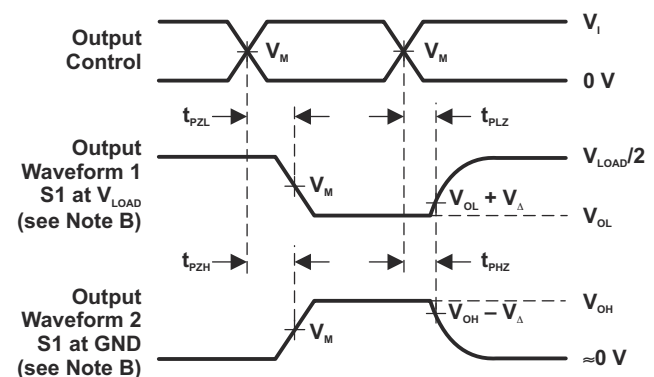 Output
Control
V_M
V_M
V_I
0 V
t_PZL
t_PLZ
Output
Waveform 1
S1 at V_LOAD
(see Note B)
V_M
V_OL + V_Δ
V_LOAD/2
V_OL
t_PZH
t_PHZ
Output
Waveform 2
S1 at GND
(see Note B)
V_M
V_OH – V_Δ
V_OH
≈0 V